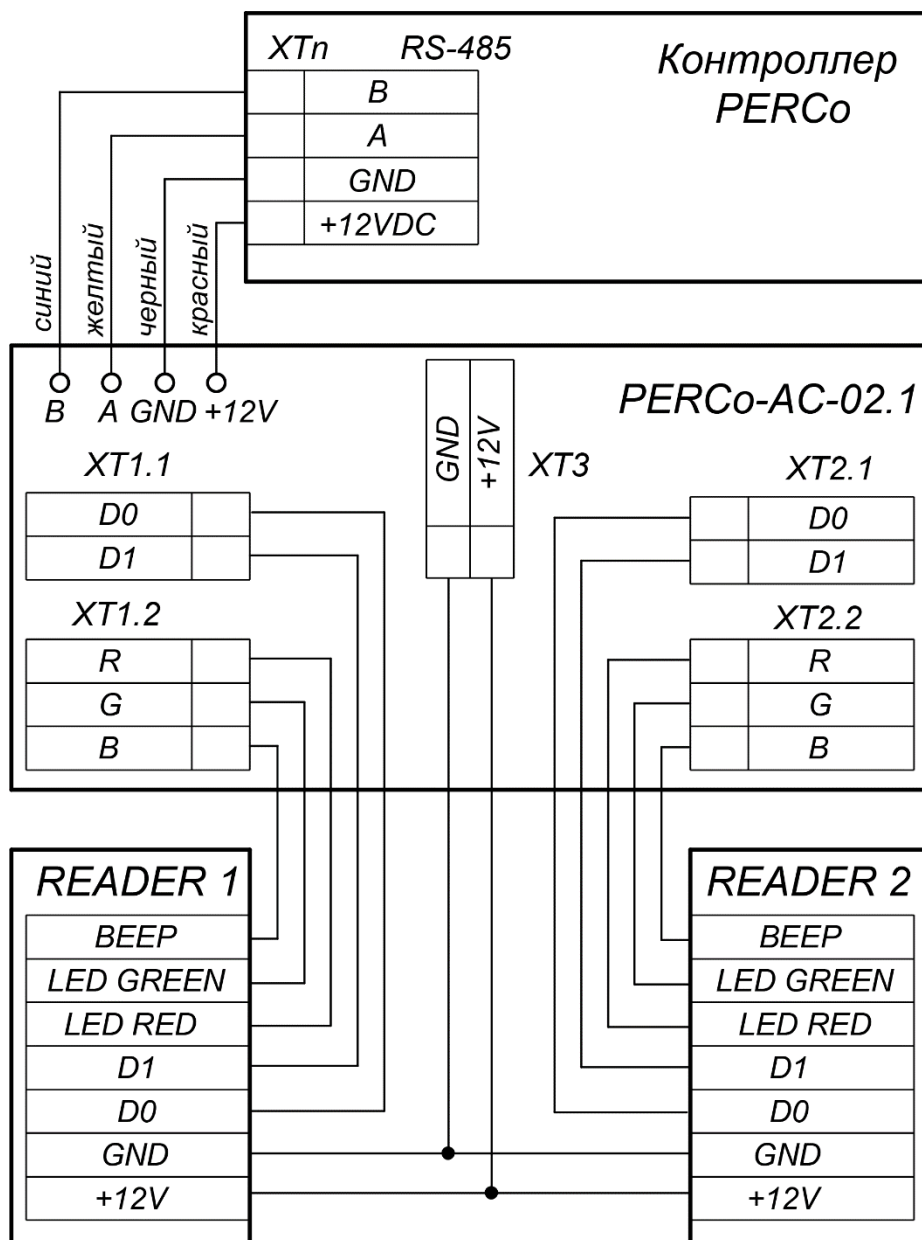 XTn RS-485
Контроллер
PERCo
B
A
GND
+12VDC
синий
желтый
черный
красный
B A GND +12V
GND
+12V
XT3
PERCo-AC-02.1
XT1.1
D0
D1
XT1.2
R
G
B
XT2.1
D0
D1
XT2.2
R
G
B
READER 1
BEEP
LED GREEN
LED RED
D1
D0
GND
+12V
READER 2
BEEP
LED GREEN
LED RED
D1
D0
GND
+12V